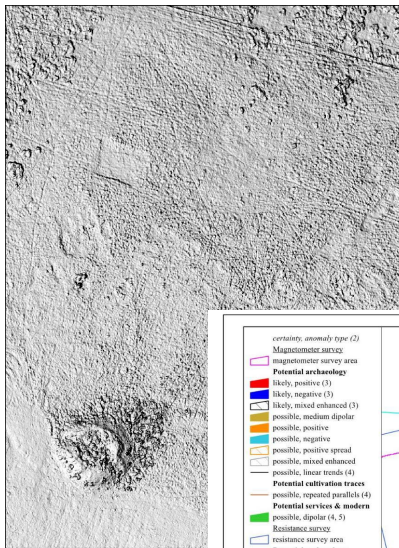 certainty, anomaly type (2)
Magnetometer survey
magnetometer survey area
Potential archaeology
likely, positive (3)
likely, negative (3)
likely, mixed enhanced (3)
possible, medium dipolar
possible, positive
possible, negative
possible, positive spread
possible, mixed enhanced
possible, linear trends (4)
Potential cultivation traces
possible, repeated parallels (4)
Potential services & modern
possible, dipolar (4, 5)
Resistance survey
resistance survey area